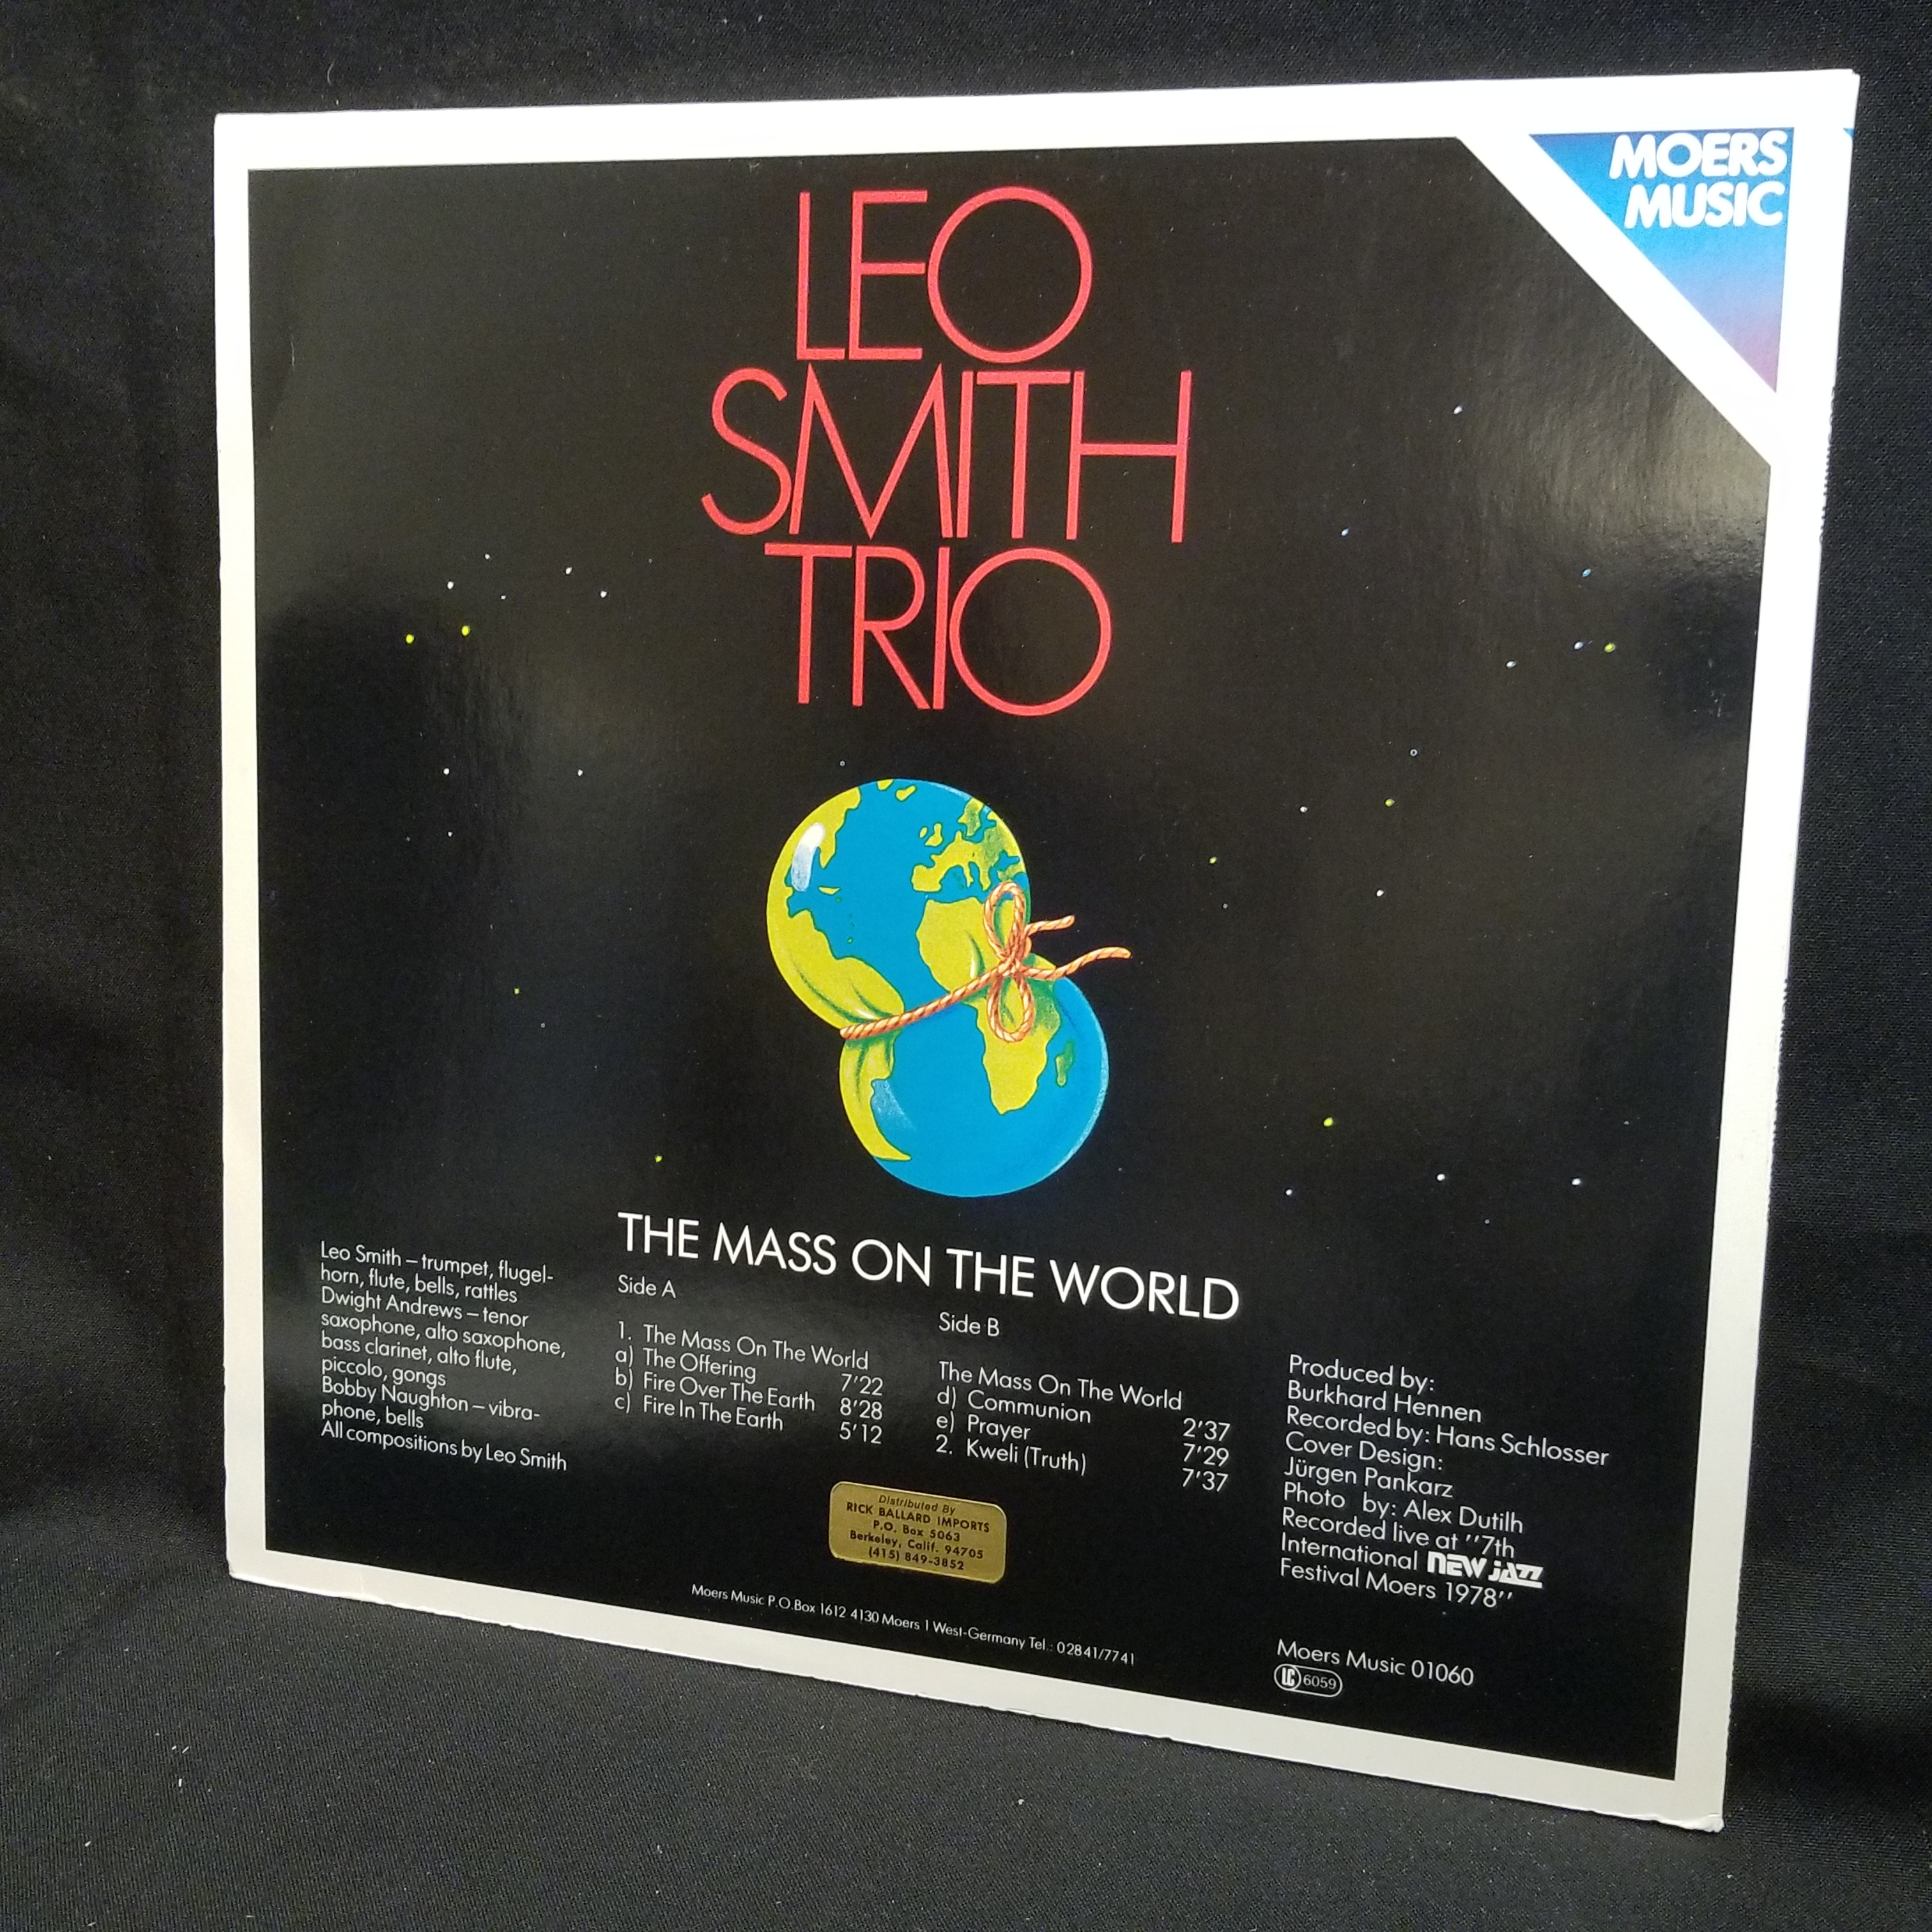 MOERS
MUSIC
LEO
SMITH
TRIO
THE MASS ON THE WORLD
Leo Smith – trumpet, flugel-
horn, flute, bells, rattles
Dwight Andrews – tenor
saxophone, alto saxophone,
bass clarinet, alto flute,
piccolo, gongs
Bobby Naughton – vibra-
phone, bells
All compositions by Leo Smith
Side A
1. The Mass On The World
a) The Offering 7'22
b) Fire Over The Earth 8'28
c) Fire In The Earth 5'12
Side B
The Mass On The World
d) Communion 2'37
e) Prayer 7'29
2. Kweli (Truth) 7'37
Produced by:
Burkhard Hennen
Recorded by: Hans Schlosser
Cover Design:
Jürgen Pankarz
Photo by: Alex Dutilh
Recorded live at ''7th
International NEW JAZZ
Festival Moers 1978''
Distributed By
RICK BALLARD IMPORTS
P.O. Box 5063
Berkeley, Calif. 94705
(415) 849-3852
Moers Music P.O.Box 1612 4130 Moers 1 West-Germany Tel.: 02841/7741
Moers Music 01060
LC 6059